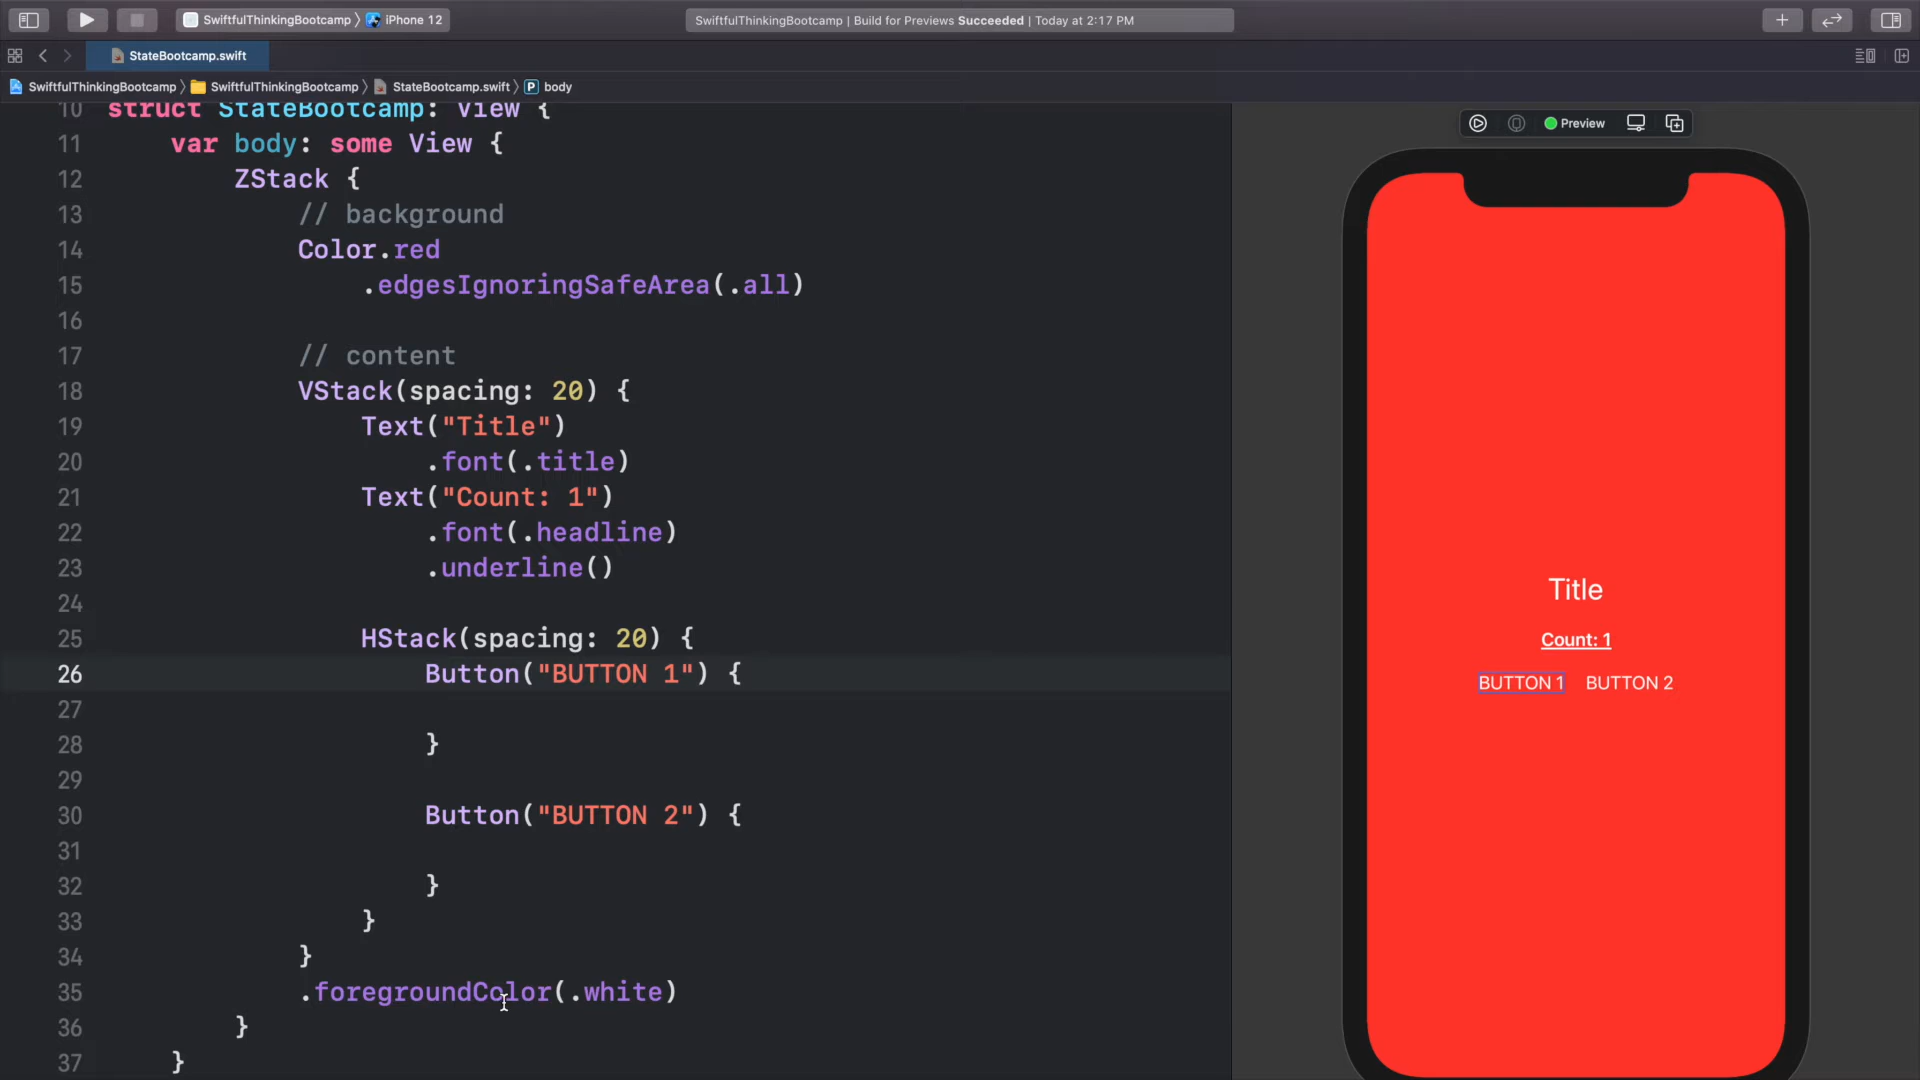 SwiftfulThinkingBootcamp 〉 iPhone 12
SwiftfulThinkingBootcamp | Build for Previews Succeeded | Today at 2:17 PM
StateBootcamp.swift
SwiftfulThinkingBootcamp 〉 SwiftfulThinkingBootcamp 〉 StateBootcamp.swift 〉 P body
10 struct StateBootcamp: View {
11 var body: some View {
12 ZStack {
13 // background
14 Color.red
15 .edgesIgnoringSafeArea(.all)
16
17 // content
18 VStack(spacing: 20) {
19 Text("Title")
20 .font(.title)
21 Text("Count: 1")
22 .font(.headline)
23 .underline()
24
25 HStack(spacing: 20) {
26 Button("BUTTON 1") {
27
28 }
29
30 Button("BUTTON 2") {
31
32 }
33 }
34 }
35 .foregroundColor(.white)
36 }
37 }
Preview
Title
Count: 1
BUTTON 1 BUTTON 2